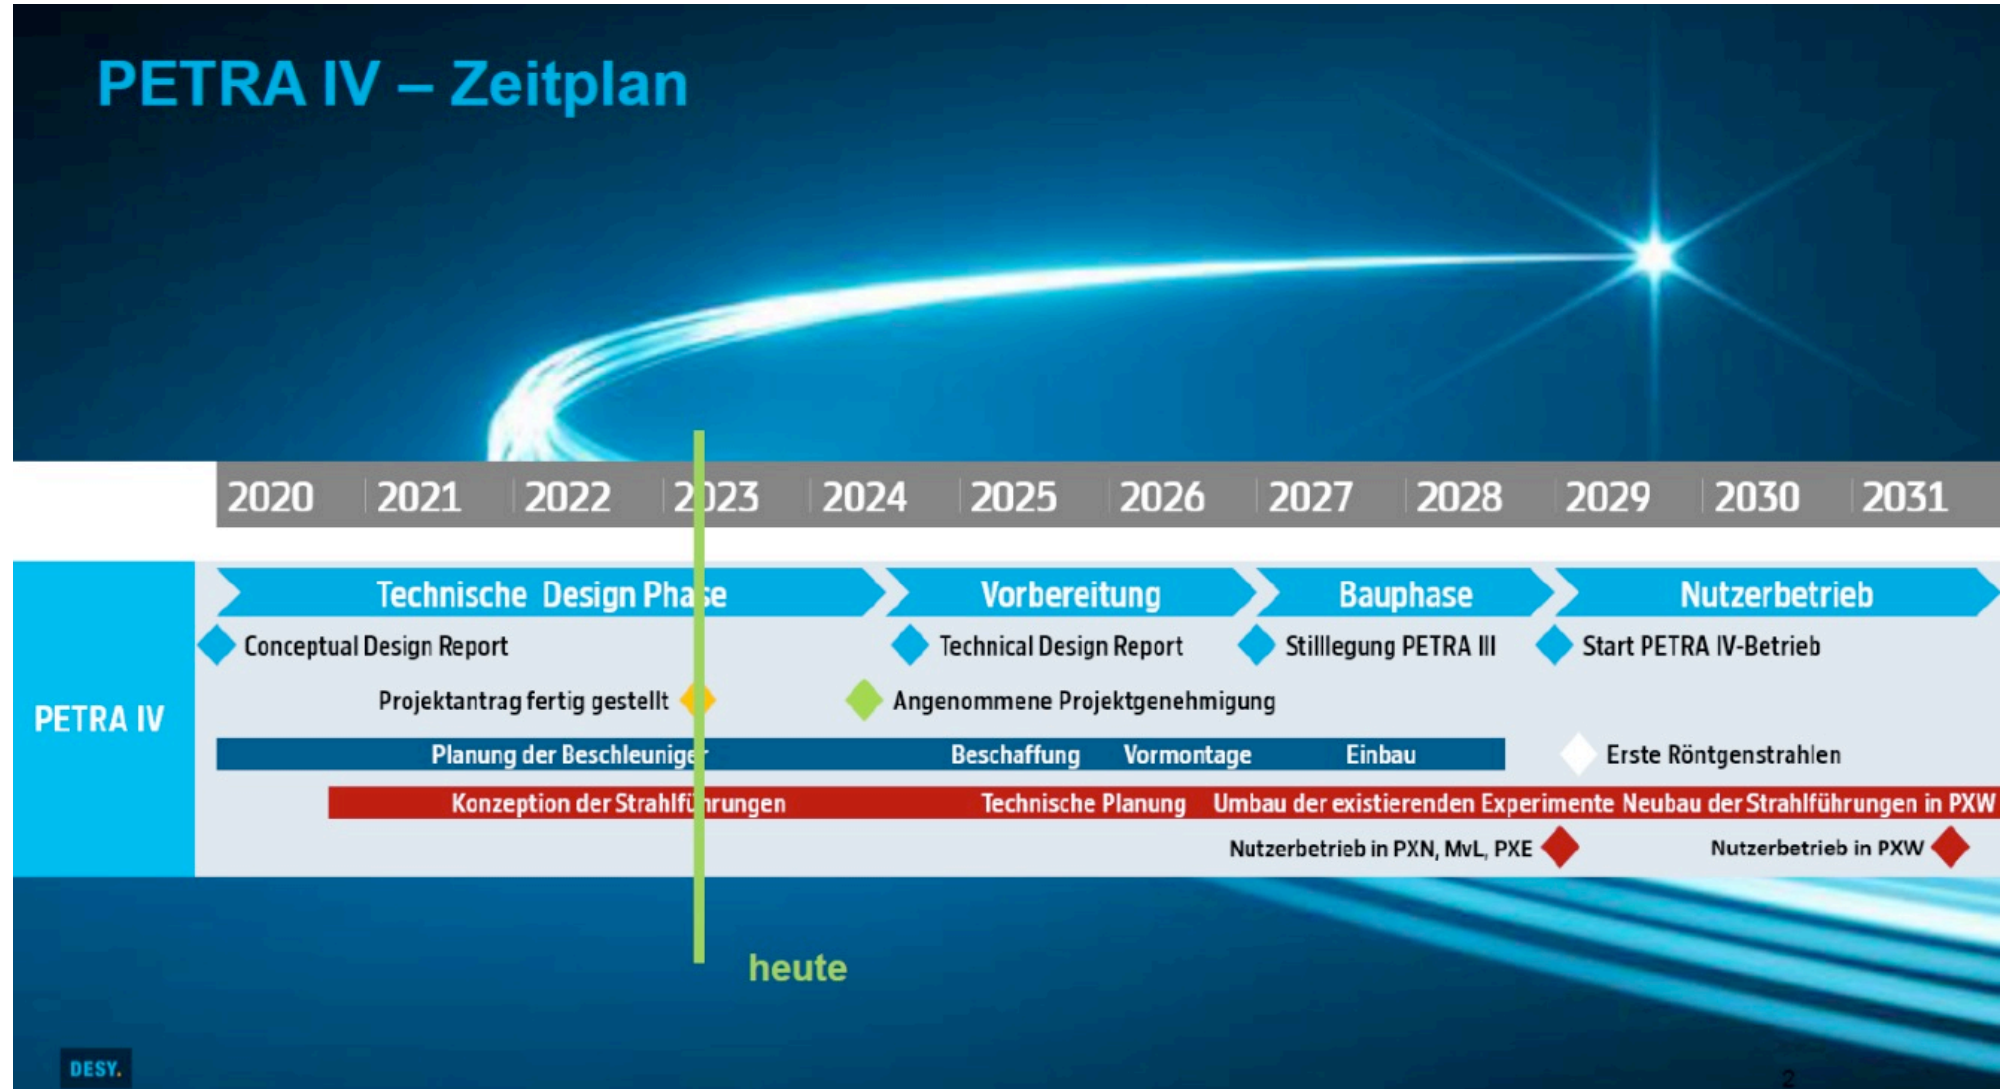 PETRA IV – Zeitplan
2020 2021 2022 2023 2024 2025 2026 2027 2028 2029 2030 2031
Technische Design Phase Vorbereitung Bauphase Nutzerbetrieb
Conceptual Design Report Technical Design Report Stilllegung PETRA III Start PETRA IV-Betrieb
Projektantrag fertig gestellt Angenommene Projektgenehmigung
PETRA IV
Planung der Beschleuniger Beschaffung Vormontage Einbau Erste Röntgenstrahlen
Konzeption der Strahlführungen Technische Planung Umbau der existierenden Experimente Neubau der Strahlführungen in PXW
Nutzerbetrieb in PXN, MvL, PXE Nutzerbetrieb in PXW
heute
DESY.
2